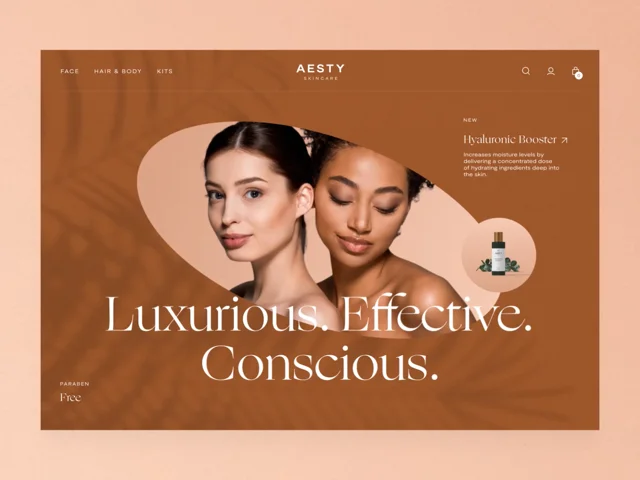 FACE HAIR & BODY KITS
AESTY
SKINCARE
NEW
Hyaluronic Booster ↗
Increases moisture levels by
delivering a concentrated dose
of hydrating ingredients deep into
the skin.
Luxurious. Effective.
Conscious.
PARABEN
Free